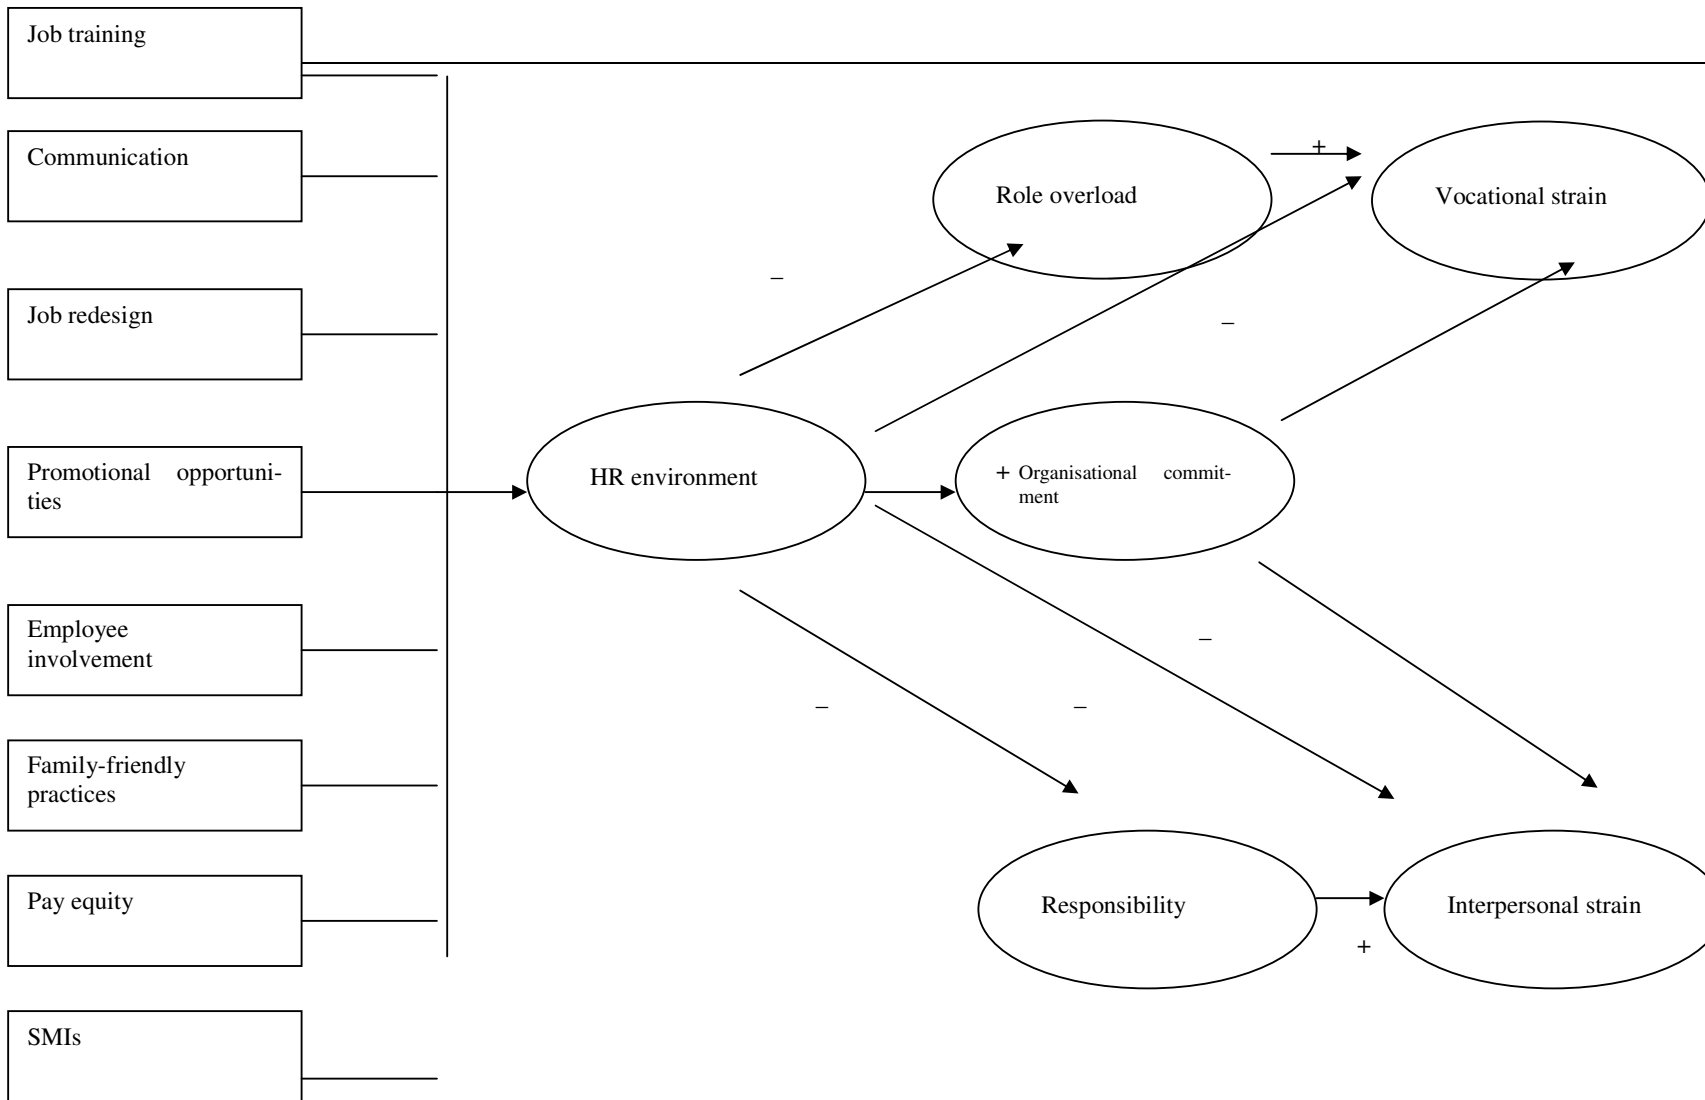 Job training
Communication
Job redesign
Promotional opportuni-
ties
Employee
involvement
Family-friendly
practices
Pay equity
SMIs
HR environment
–
Role overload
+
Vocational strain
–
+ Organisational commit-
ment
–
–
–
Responsibility
+
Interpersonal strain